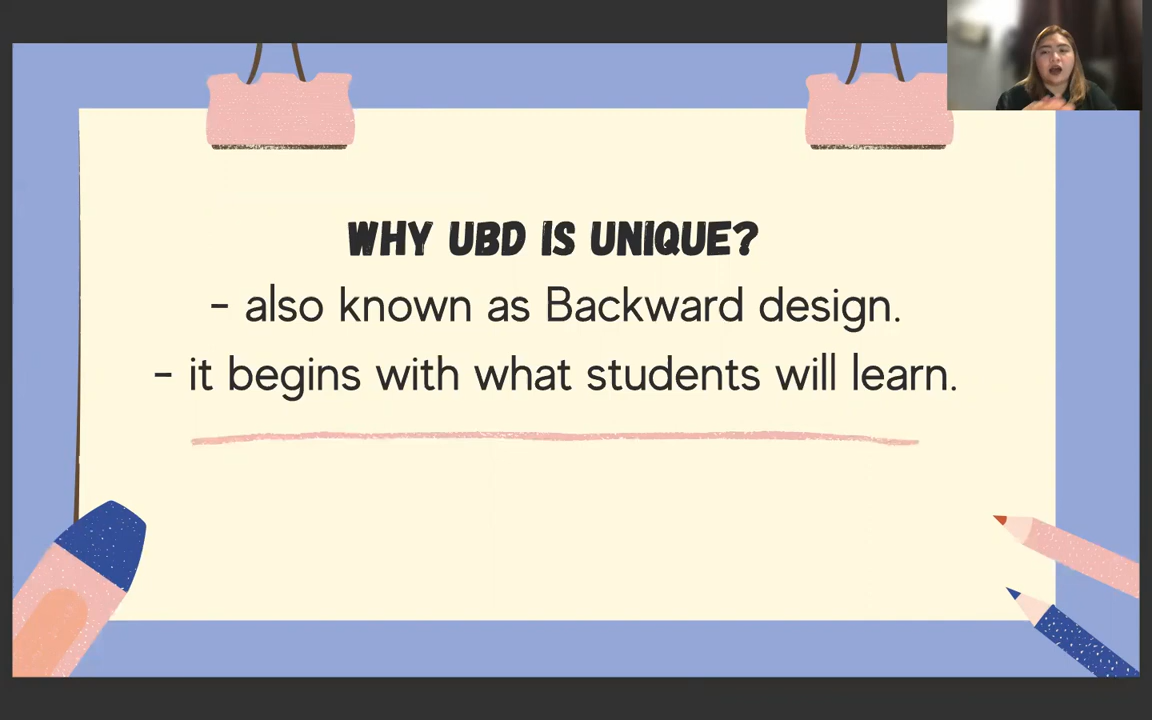 WHY UBD IS UNIQUE?
- also known as Backward design.
- it begins with what students will learn.